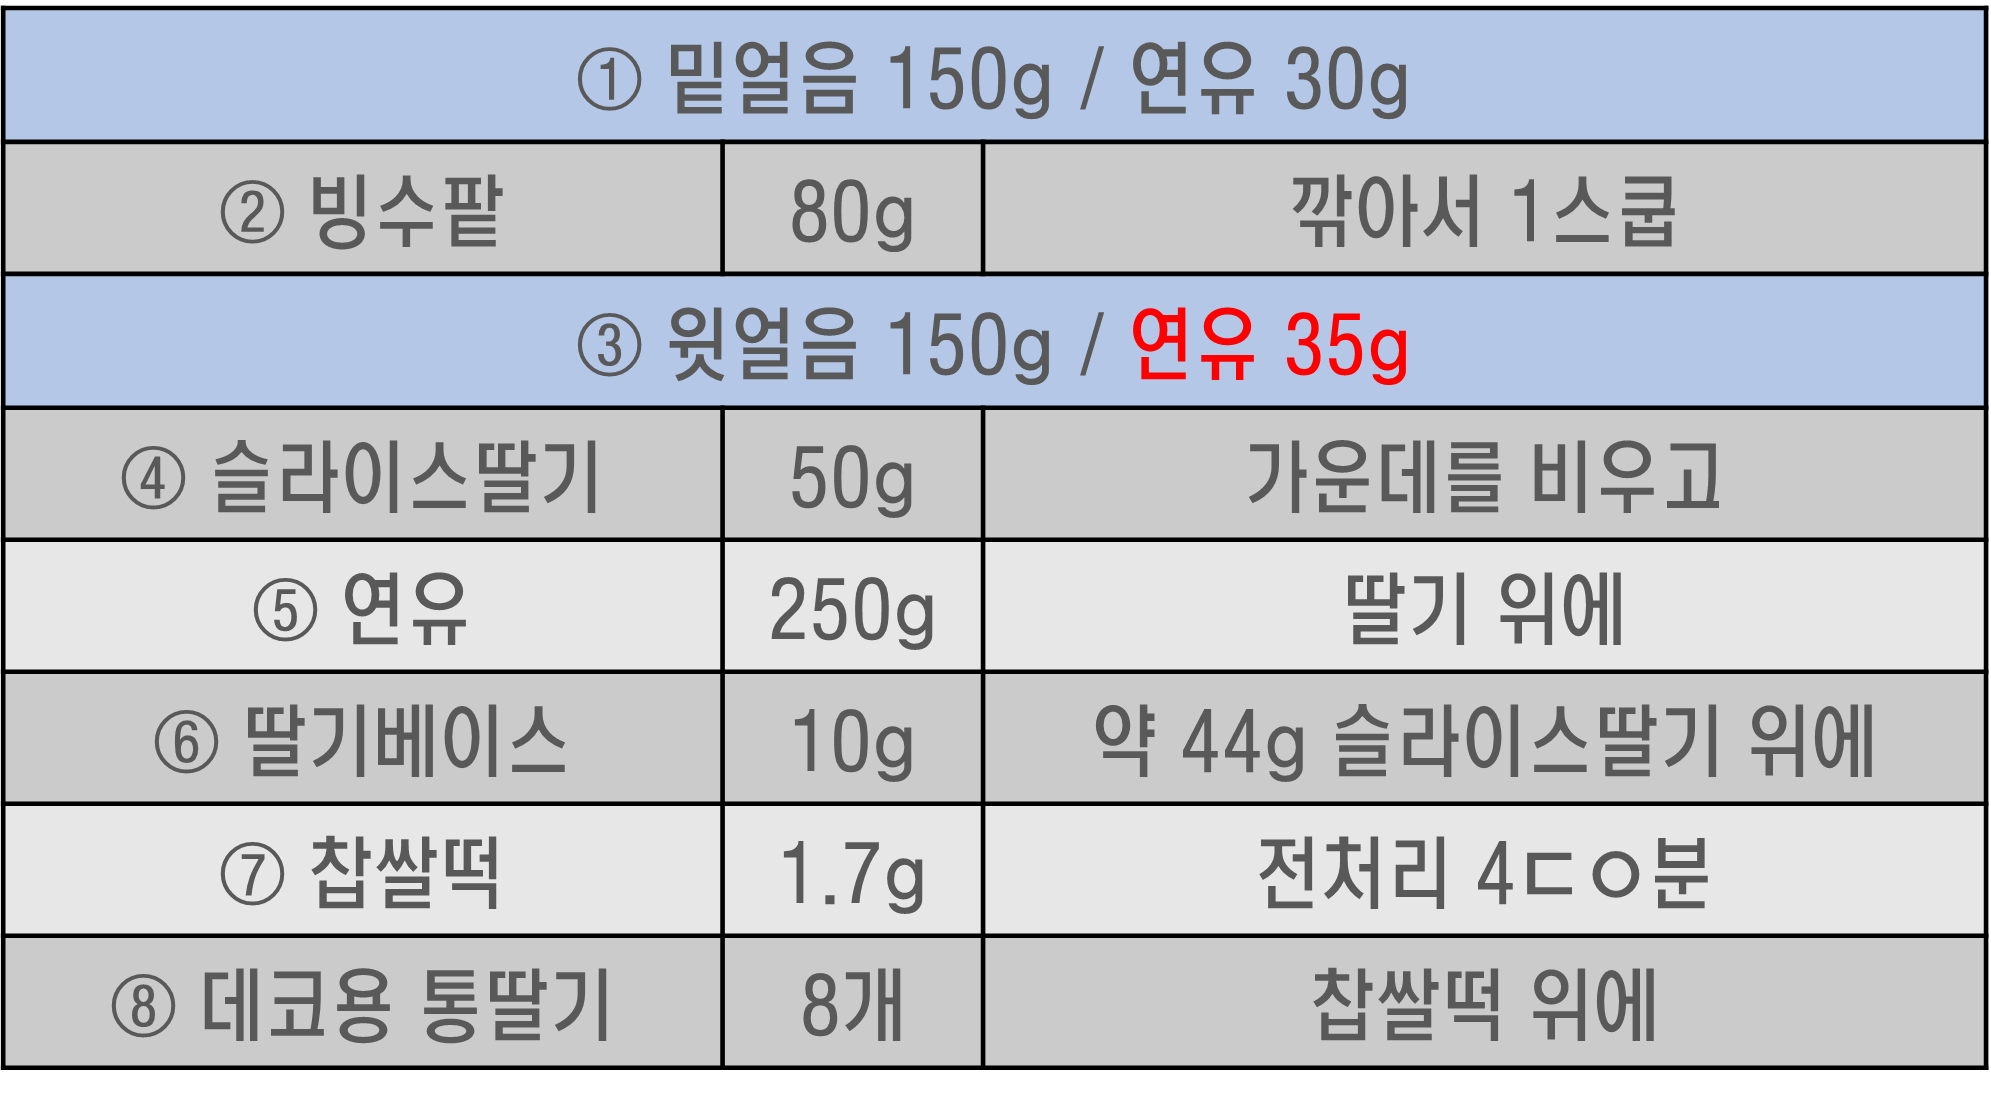 ① 밑얼음 150g / 연유 30g
② 빙수팥 80g 깎아서 1스쿱
③ 윗얼음 150g / 연유 35g
④ 슬라이스딸기 50g 가운데를 비우고
⑤ 연유 250g 딸기 위에
⑥ 딸기베이스 10g 약 44g 슬라이스딸기 위에
⑦ 찹쌀떡 1.7g 전처리 4ㄷㅇ분
⑧ 데코용 통딸기 8개 찹쌀떡 위에